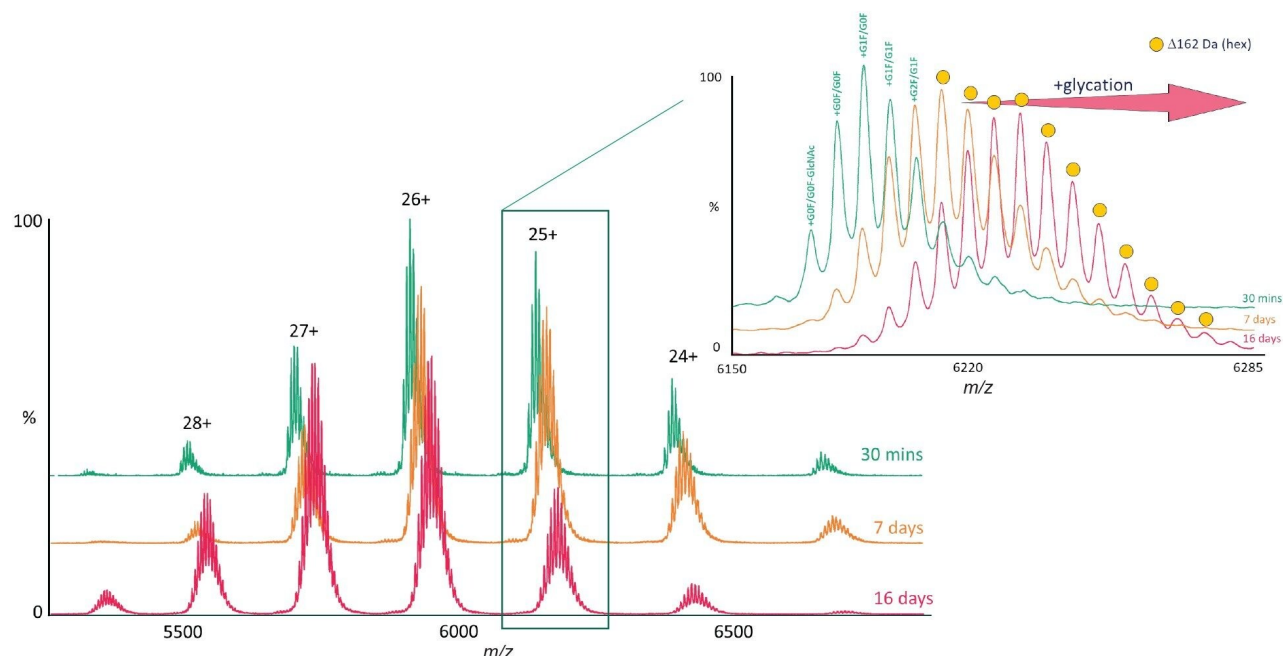 Δ162 Da (hex)
+glycation
+G0F/G0F-GlcNAc
+G0F/G0F
+G1F/G0F
+G1F/G1F
+G2F/G1F
100
%
0
30 mins
7 days
16 days
6150
6220
6285
m/z
100
%
0
28+
27+
26+
25+
24+
30 mins
7 days
16 days
5500
6000
6500
m/z